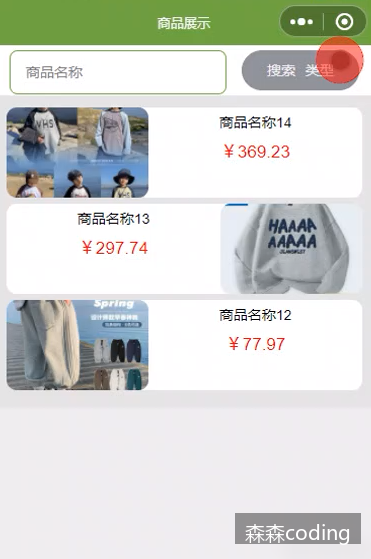 商品展示
商品名称
搜索 类型
商品名称14
￥369.23
商品名称13
￥297.74
HAAAA
AAAAA
Spring
商品名称12
￥77.97
森森coding